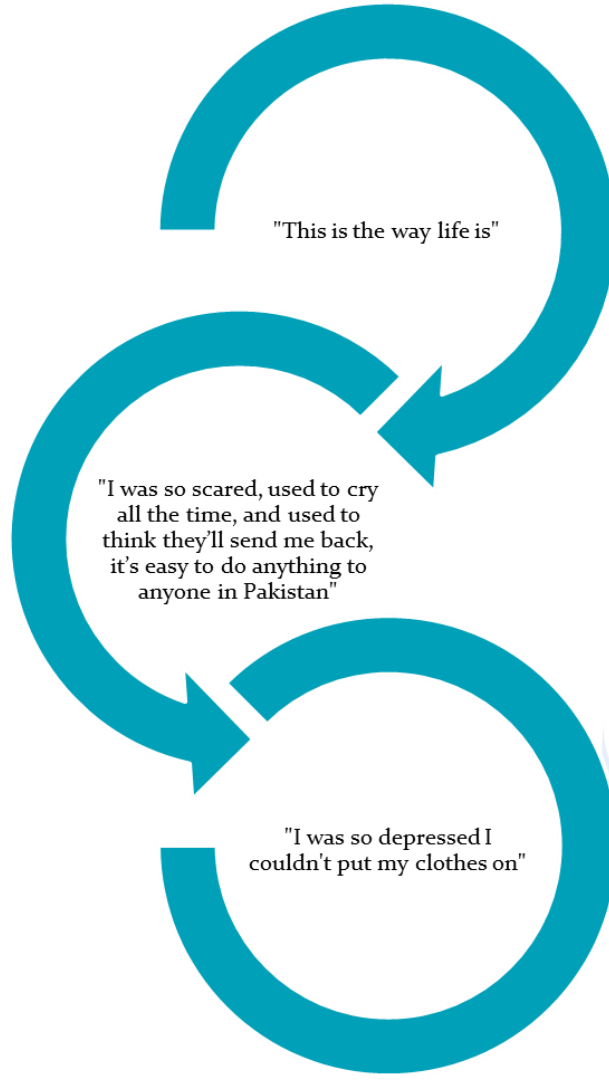 "This is the way life is"
"I was so scared, used to cry
all the time, and used to
think they’ll send me back,
it’s easy to do anything to
anyone in Pakistan"
"I was so depressed I
couldn't put my clothes on"